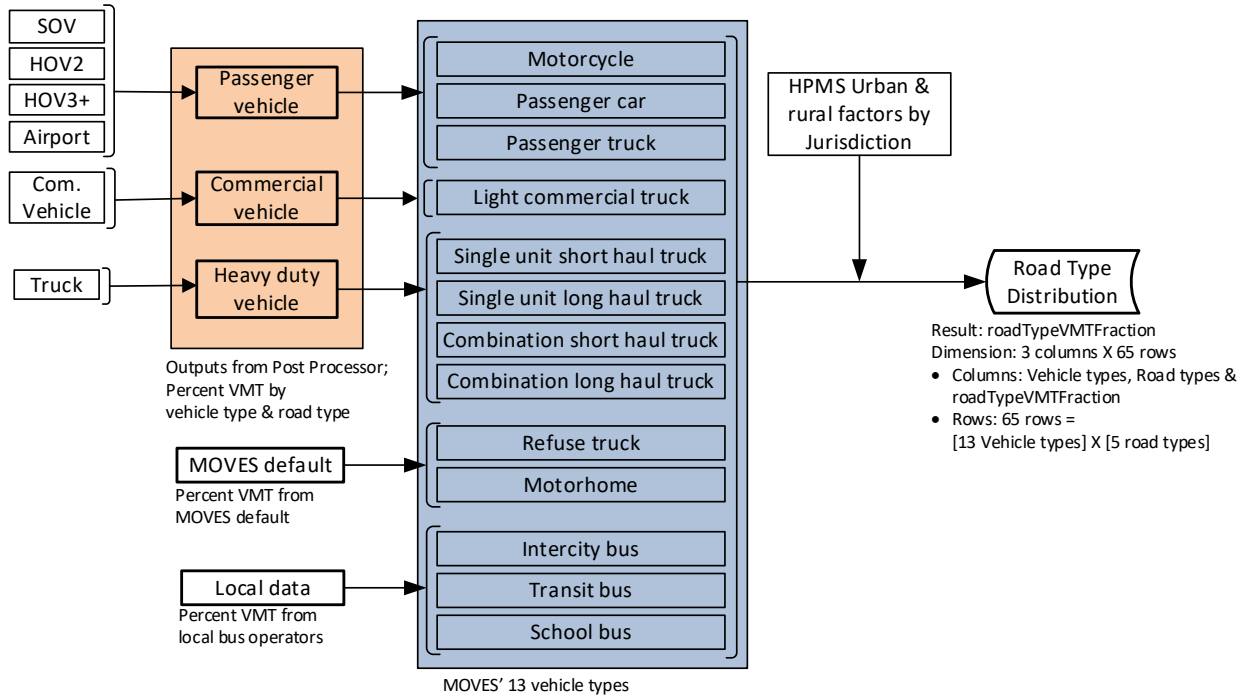 SOV
HOV2
HOV3+
Airport
Com.
Vehicle
Truck
Passenger
vehicle
Commercial
vehicle
Heavy duty
vehicle
Outputs from Post Processor;
Percent VMT by
vehicle type & road type
MOVES default
Percent VMT from
MOVES default
Local data
Percent VMT from
local bus operators
Motorcycle
Passenger car
Passenger truck
Light commercial truck
Single unit short haul truck
Single unit long haul truck
Combination short haul truck
Combination long haul truck
Refuse truck
Motorhome
Intercity bus
Transit bus
School bus
MOVES' 13 vehicle types
HPMS Urban &
rural factors by
Jurisdiction
Road Type
Distribution
Result: roadTypeVMTFraction
Dimension: 3 columns X 65 rows
• Columns: Vehicle types, Road types &
roadTypeVMTFraction
• Rows: 65 rows =
[13 Vehicle types] X [5 road types]